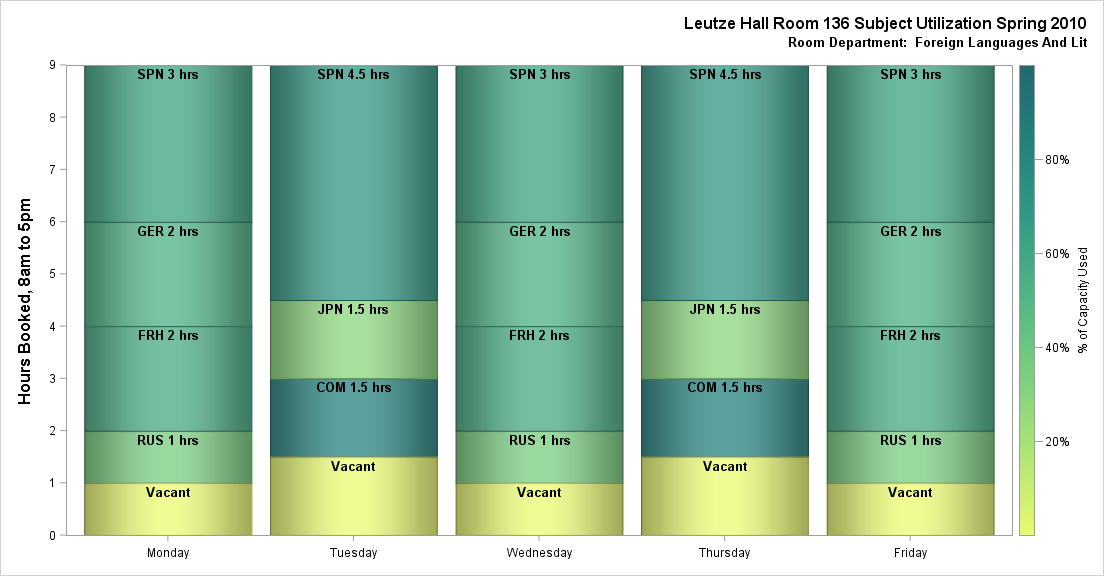 Leutze Hall Room 136 Subject Utilization Spring 2010
Room Department: Foreign Languages And Lit
Hours Booked, 8am to 5pm
9
8
7
6
5
4
3
2
1
0
SPN 3 hrs
GER 2 hrs
FRH 2 hrs
RUS 1 hrs
Vacant
Monday
SPN 4.5 hrs
JPN 1.5 hrs
COM 1.5 hrs
Vacant
Tuesday
SPN 3 hrs
GER 2 hrs
FRH 2 hrs
RUS 1 hrs
Vacant
Wednesday
SPN 4.5 hrs
JPN 1.5 hrs
COM 1.5 hrs
Vacant
Thursday
SPN 3 hrs
GER 2 hrs
FRH 2 hrs
RUS 1 hrs
Vacant
Friday
80%
60%
40%
20%
% of Capacity Used